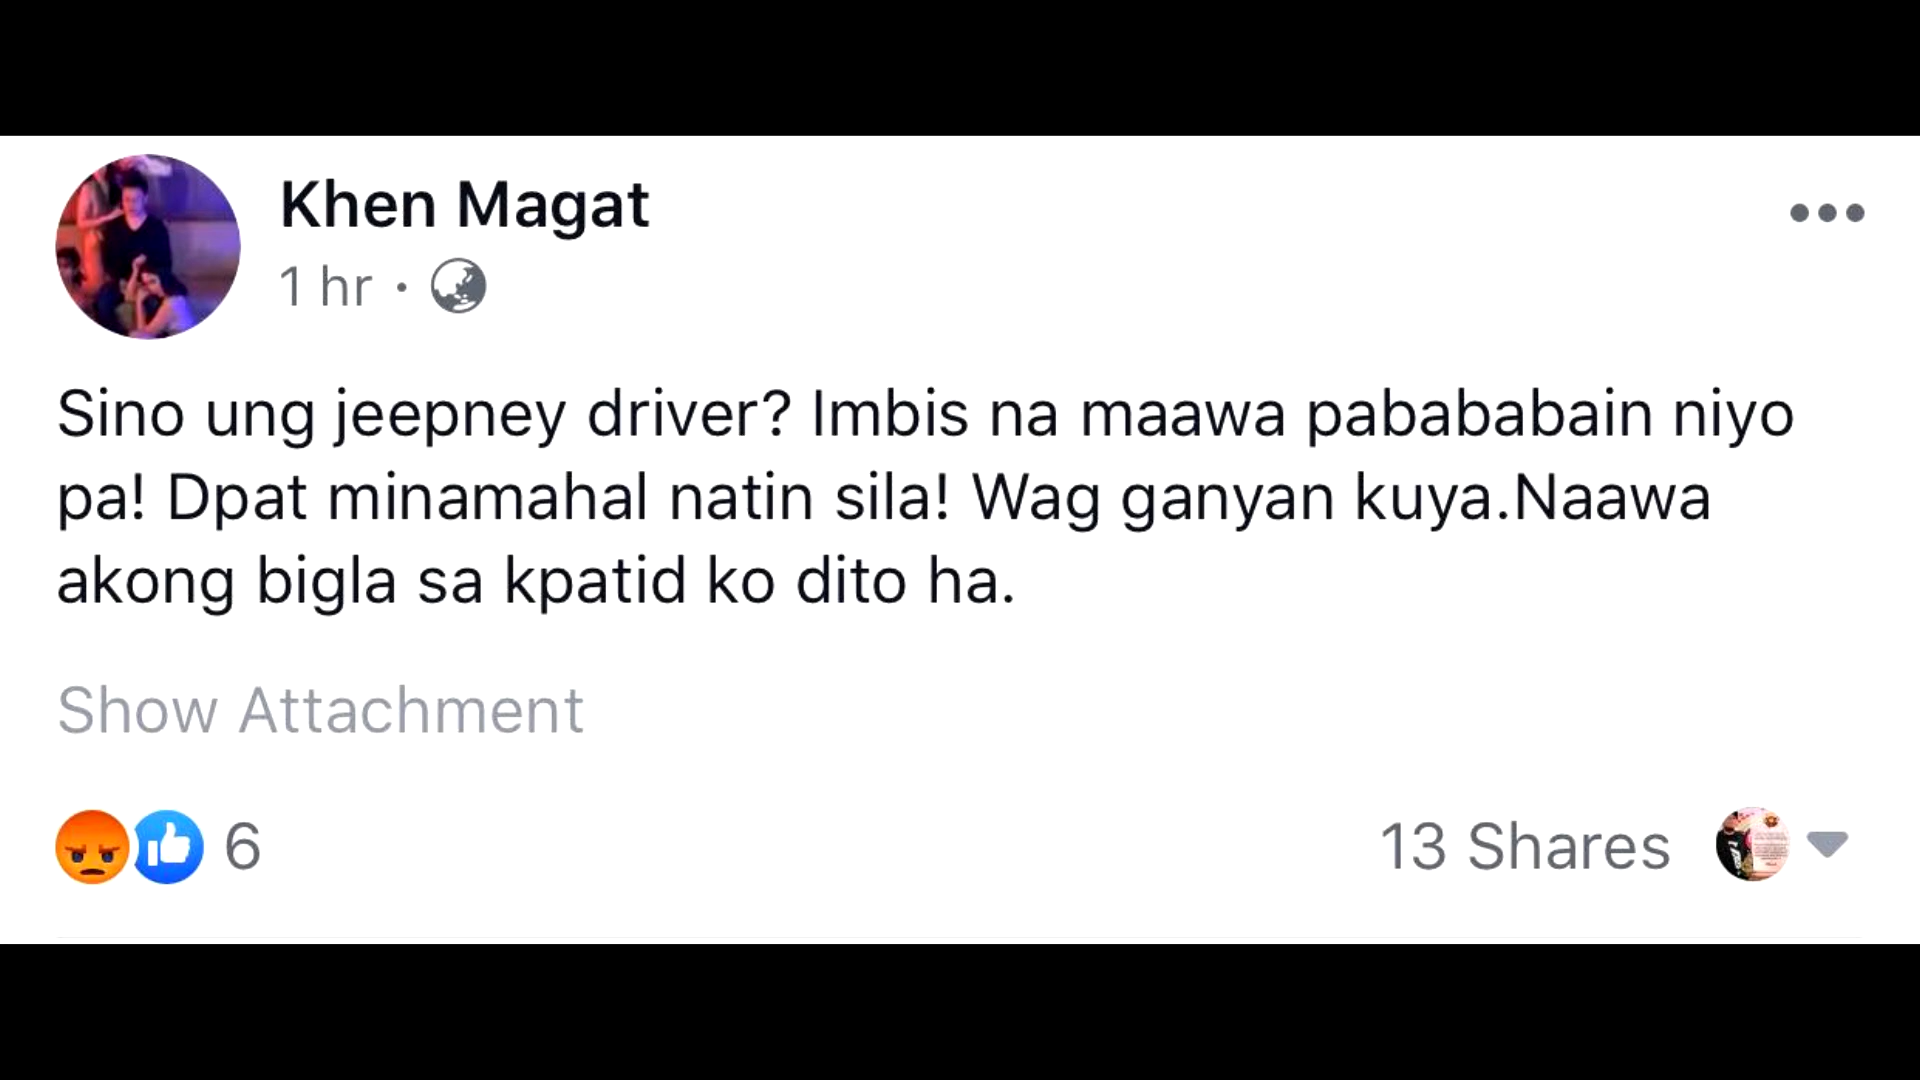 Khen Magat
1 hr ·
Sino ung jeepney driver? Imbis na maawa pabababain niyo
pa! Dpat minamahal natin sila! Wag ganyan kuya.Naawa
akong bigla sa kpatid ko dito ha.
Show Attachment
6
13 Shares